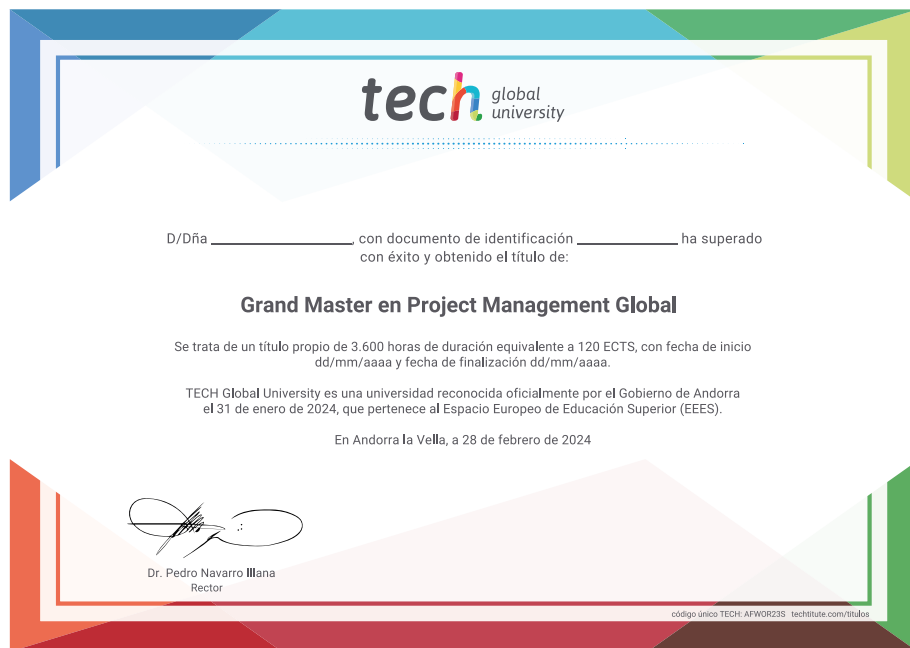 tech global university
D/Dña ________________, con documento de identificación ____________ ha superado
con éxito y obtenido el título de:
Grand Master en Project Management Global
Se trata de un título propio de 3.600 horas de duración equivalente a 120 ECTS, con fecha de inicio
dd/mm/aaaa y fecha de finalización dd/mm/aaaa.
TECH Global University es una universidad reconocida oficialmente por el Gobierno de Andorra
el 31 de enero de 2024, que pertenece al Espacio Europeo de Educación Superior (EEES).
En Andorra la Vella, a 28 de febrero de 2024
Dr. Pedro Navarro Illana
Rector
código único TECH: AFWOR23S techtitute.com/titulos